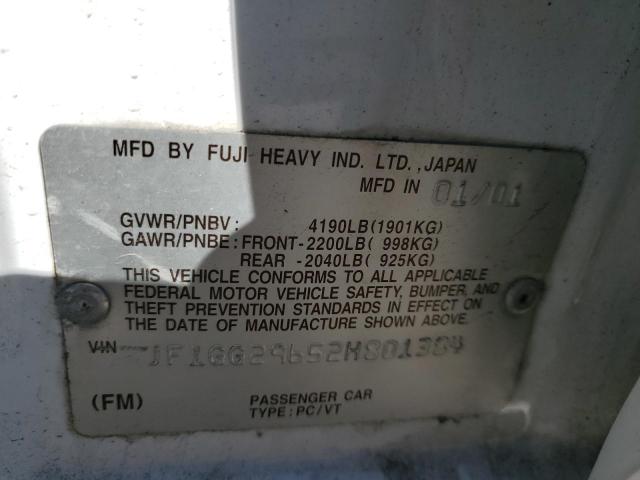 MFD BY FUJI HEAVY IND. LTD., JAPAN
MFD IN 01/01
GVWR/PNBV: 4190LB(1901KG)
GAWR/PNBE: FRONT-2200LB( 998KG)
REAR -2040LB( 925KG)
THIS VEHICLE CONFORMS TO ALL APPLICABLE
FEDERAL MOTOR VEHICLE SAFETY, BUMPER, AND
THEFT PREVENTION STANDARDS IN EFFECT ON
THE DATE OF MANUFACTURE SHOWN ABOVE.
VIN JF1GG29652H801384
(FM) PASSENGER CAR
TYPE: PC/VT